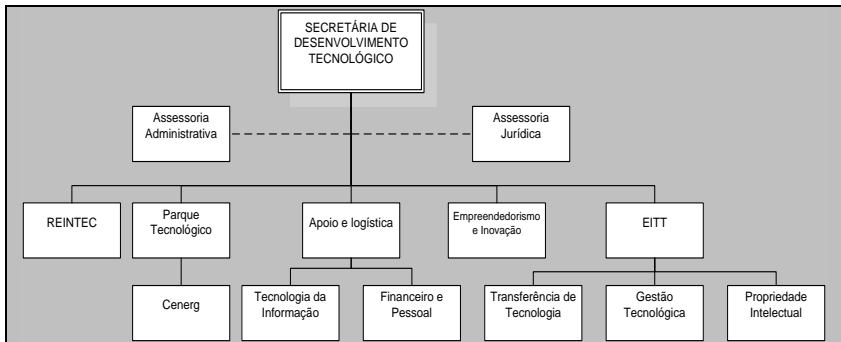 SECRETÁRIA DE
DESENVOLVIMENTO
TECNOLÓGICO
Assessoria
Administrativa
Assessoria
Jurídica
REINTEC
Parque
Tecnológico
Apoio e logística
Empreendedorismo
e Inovação
EITT
Cenerg
Tecnologia da
Informação
Financeiro e
Pessoal
Transferência de
Tecnologia
Gestão
Tecnológica
Propriedade
Intelectual